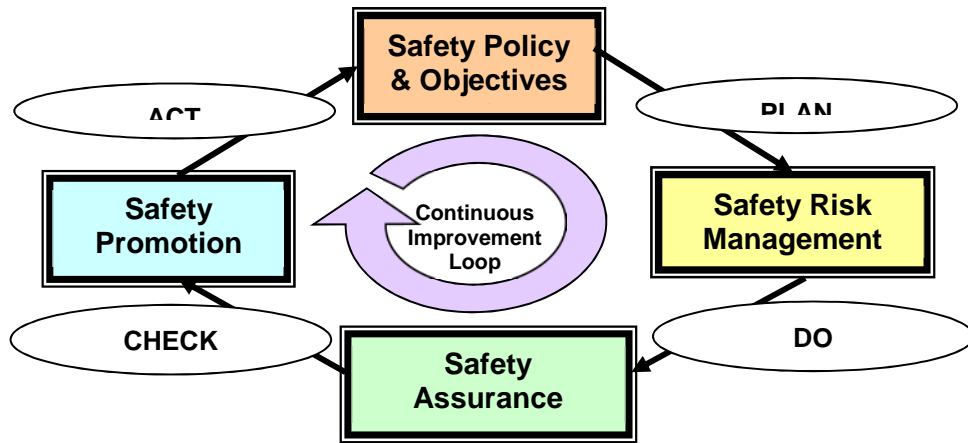 Safety Policy
& Objectives
ACT
PLAN
Safety
Promotion
Continuous
Improvement
Loop
Safety Risk
Management
CHECK
DO
Safety
Assurance